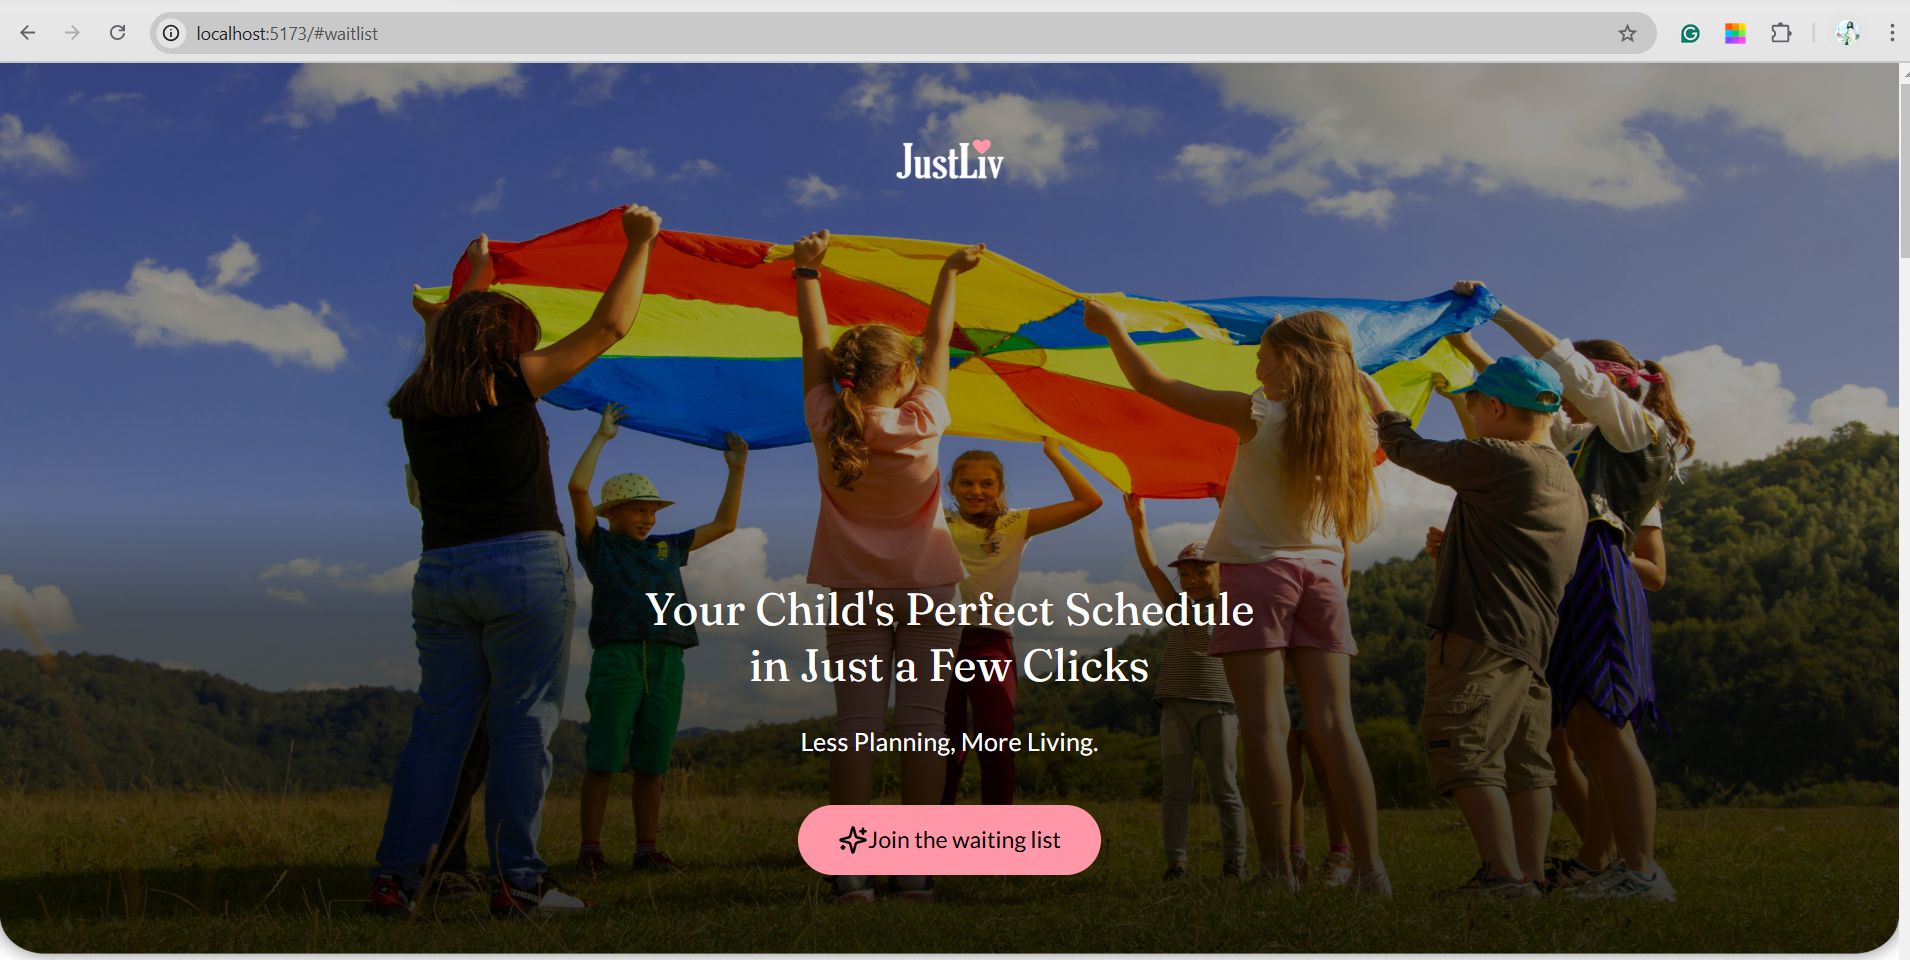 localhost:5173/#waitlist
JustLiv
Your Child's Perfect Schedule
in Just a Few Clicks
Less Planning, More Living.
Join the waiting list